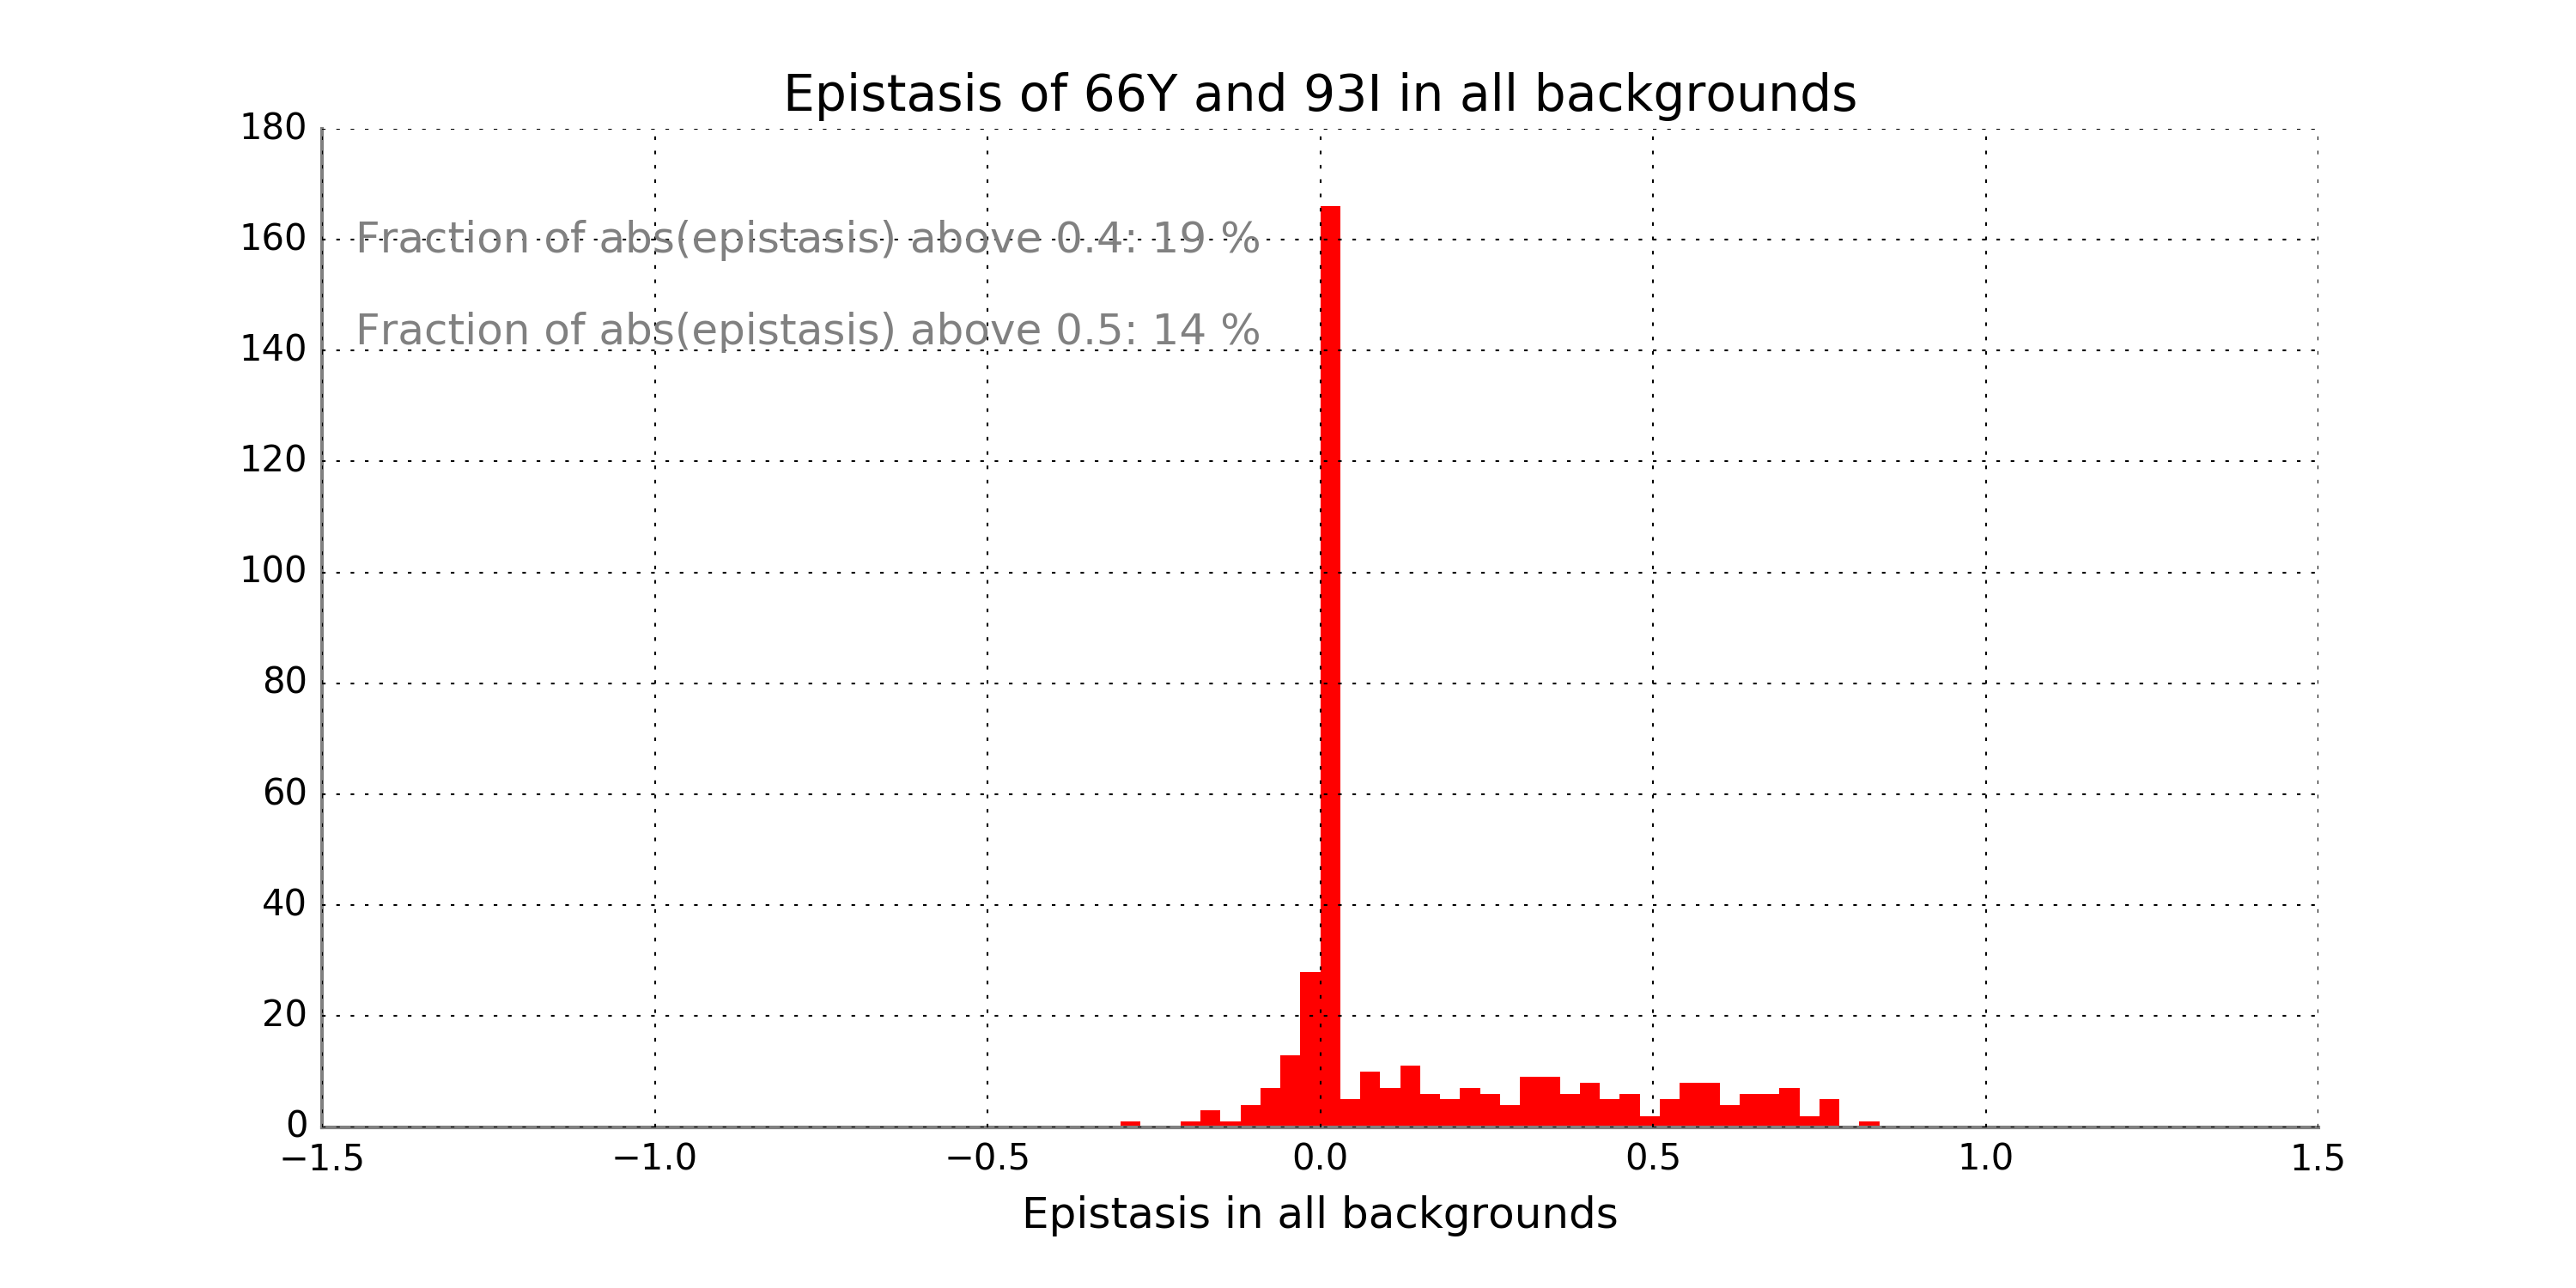 Epistasis of 66Y and 93I in all backgrounds
180
160
140
120
100
80
60
40
20
0
Fraction of abs(epistasis) above 0.4: 19 %
Fraction of abs(epistasis) above 0.5: 14 %
−1.5 −1.0 −0.5 0.0 0.5 1.0 1.5
Epistasis in all backgrounds